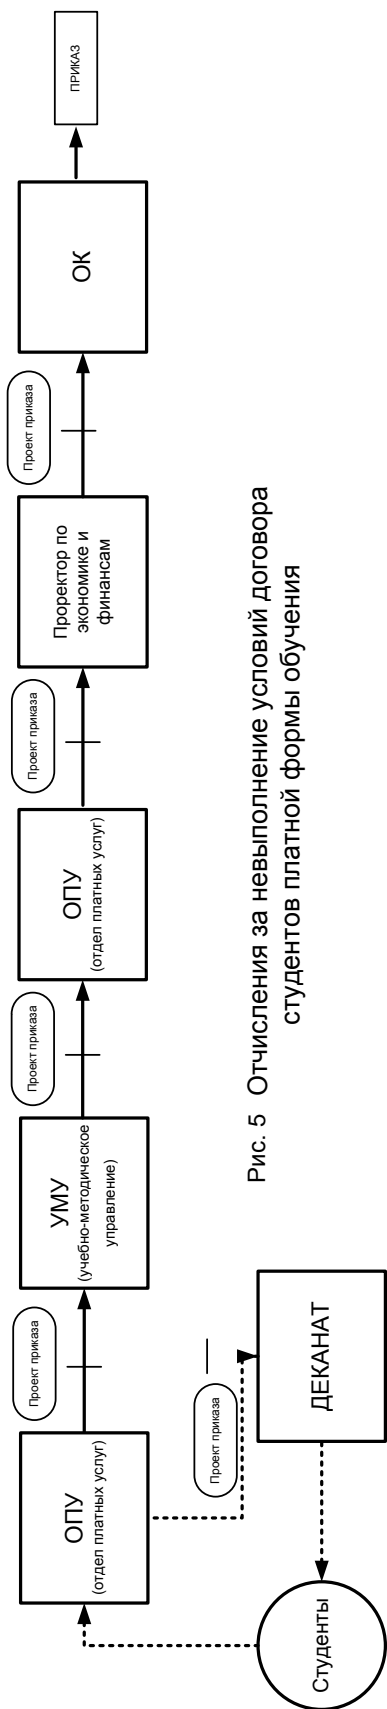 Студенты
ДЕКАНАТ
Проект приказа
ОПУ
(отдел платных услуг)
Проект приказа
УМУ
(учебно-методическое
управление)
Проект приказа
ОПУ
(отдел платных услуг)
Проект приказа
Проректор по
экономике и
финансам
Проект приказа
ОК
ПРИКАЗ
Рис. 5 Отчисления за невыполнение условий договора
студентов платной формы обучения